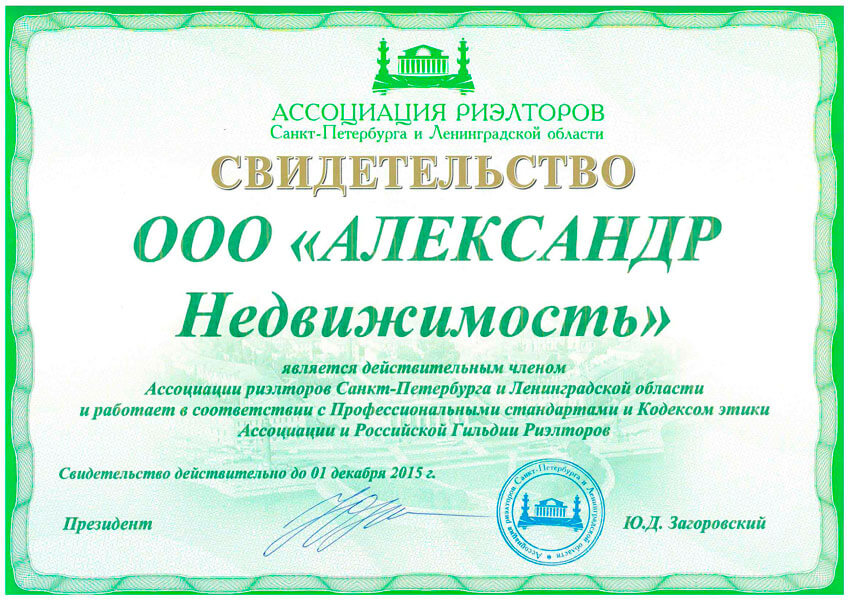 АССОЦИАЦИЯ РИЭЛТОРОВ
Санкт-Петербурга и Ленинградской области
СВИДЕТЕЛЬСТВО
ООО «АЛЕКСАНДР
Недвижимость»
является действительным членом
Ассоциации риэлторов Санкт-Петербурга и Ленинградской области
и работает в соответствии с Профессиональными стандартами и Кодексом этики
Ассоциации и Российской Гильдии Риэлторов
Свидетельство действительно до 01 декабря 2015 г.
Президент
Ю.Д. Загоровский
Ассоциация риэлторов Санкт-Петербурга и Ленинградской области